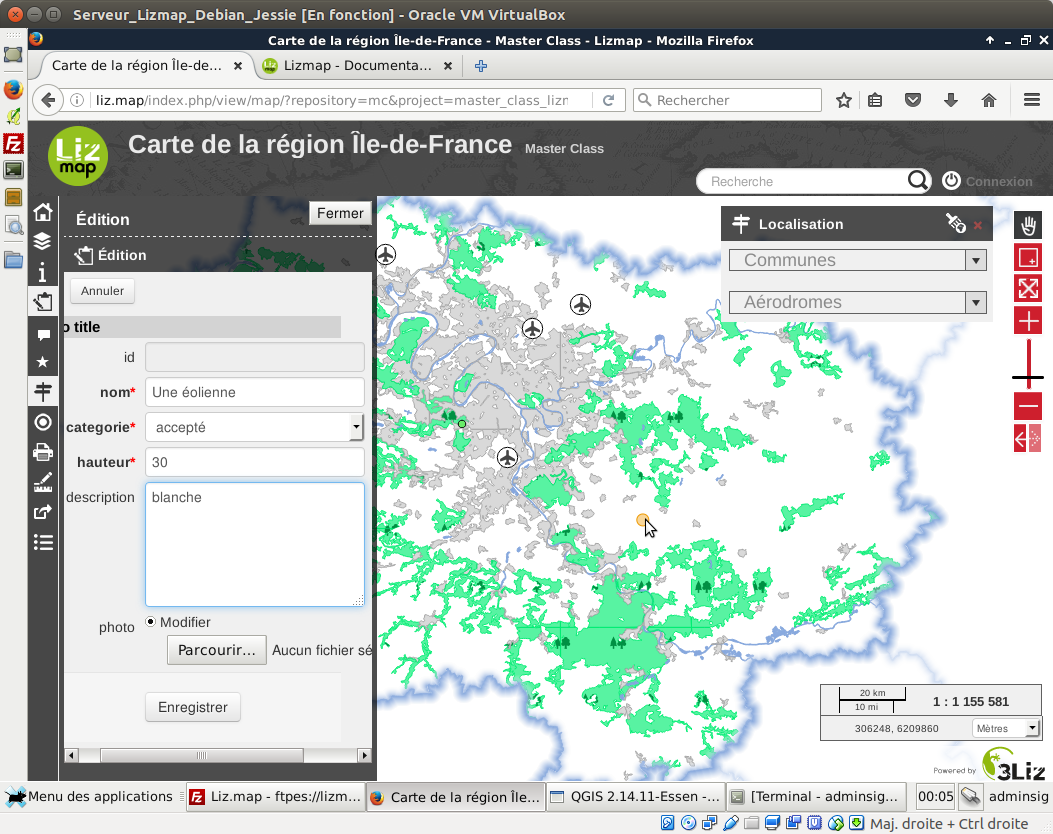 Serveur_Lizmap_Debian_Jessie [En fonction] - Oracle VM VirtualBox
Carte de la région Île-de-France - Master Class - Lizmap - Mozilla Firefox
Carte de la région Île-de...
Lizmap - Documenta...
liz.map/index.php/view/map/?repository=mc&project=master_class_lizn
Rechercher
Liz
map
Carte de la région Île-de-France Master Class
Recherche
Connexion
Édition
Fermer
Édition
Annuler
o title
id
nom* Une éolienne
categorie* accepté
hauteur* 30
description blanche
photo Modifier
Parcourir... Aucun fichier sé
Enregistrer
Localisation
Communes
Aérodromes
20 km
10 mi
1 : 1 155 581
306248, 6209860
Mètres
Powered by 3Liz
Menu des applications
Liz.map - ftpes://lizm...
Carte de la région Île...
QGIS 2.14.11-Essen -...
[Terminal - adminsig...
00:05
adminsig
Maj. droite + Ctrl droite